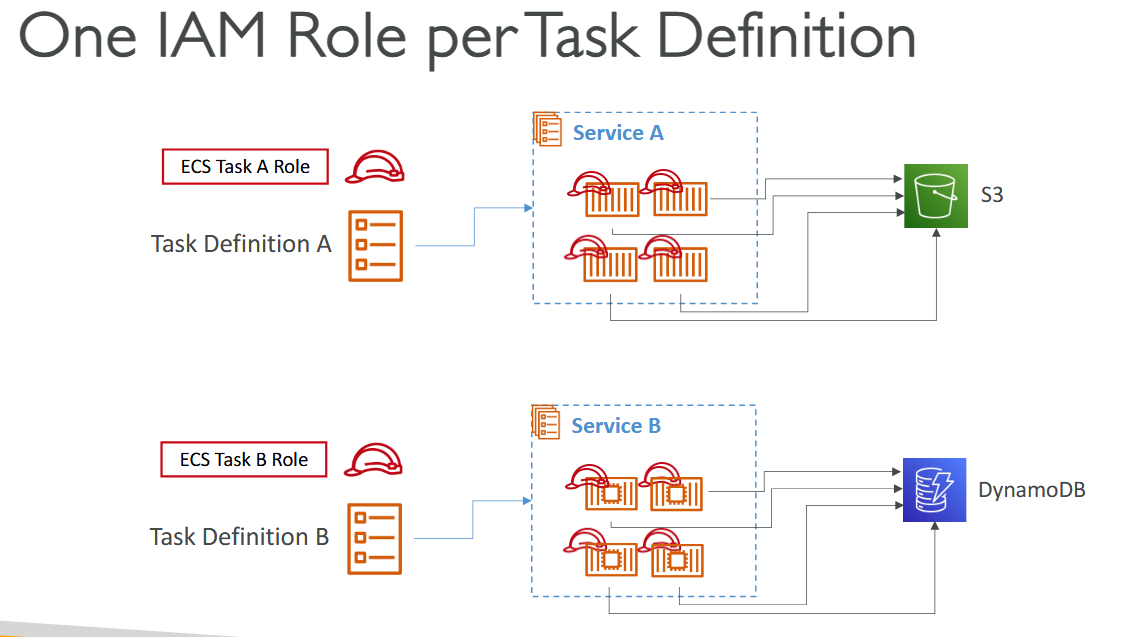 One IAM Role per Task Definition
Service A
ECS Task A Role
S3
Task Definition A
Service B
ECS Task B Role
DynamoDB
Task Definition B